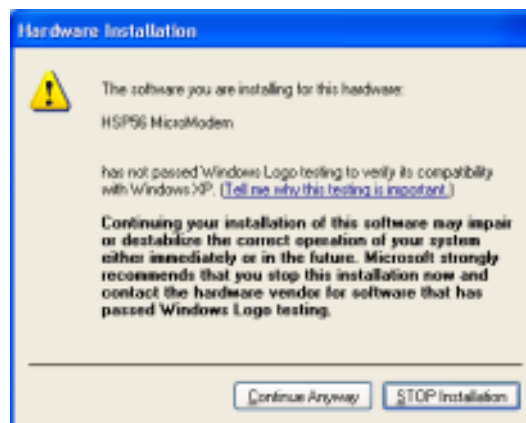 Hardware Installation
The software you are installing for this hardware:
HSP56 MicroModem
has not passed Windows Logo testing to verify its compatibility
with Windows XP. (Tell me why this testing is important.)
Continuing your installation of this software may impair
or destabilize the correct operation of your system
either immediately or in the future. Microsoft strongly
recommends that you stop this installation now and
contact the hardware vendor for software that has
passed Windows Logo testing.
Continue Anyway
STOP Installation